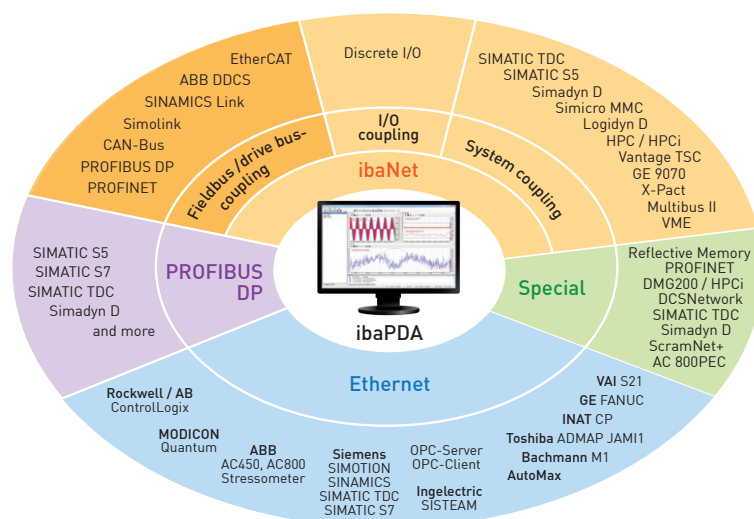 EtherCAT
ABB DDCS
SINAMICS Link
Simolink
CAN-Bus
PROFIBUS DP
PROFINET
Fieldbus /drive bus-
coupling
Discrete I/O
I/O
coupling
SIMATIC TDC
SIMATIC S5
Simadyn D
Simicro MMC
Logidyn D
HPC / HPCi
Vantage TSC
GE 9070
X-Pact
Multibus II
VME
System coupling
ibaNet
SIMATIC S5
SIMATIC S7
SIMATIC TDC
Simadyn D
and more
PROFIBUS
DP
ibaPDA
Special
Reflective Memory
PROFINET
DMG200 / HPCi
DCSNetwork
SIMATIC TDC
Simadyn D
ScramNet+
AC 800PEC
Ethernet
Rockwell / AB
ControlLogix
MODICON
Quantum
ABB
AC450, AC800
Stressometer
Siemens
SIMOTION
SINAMICS
SIMATIC TDC
SIMATIC S7
OPC-Server
OPC-Client
Ingelectric
SISTEAM
VAI S21
GE FANUC
INAT CP
Toshiba ADMAP JAMI1
Bachmann M1
AutoMax